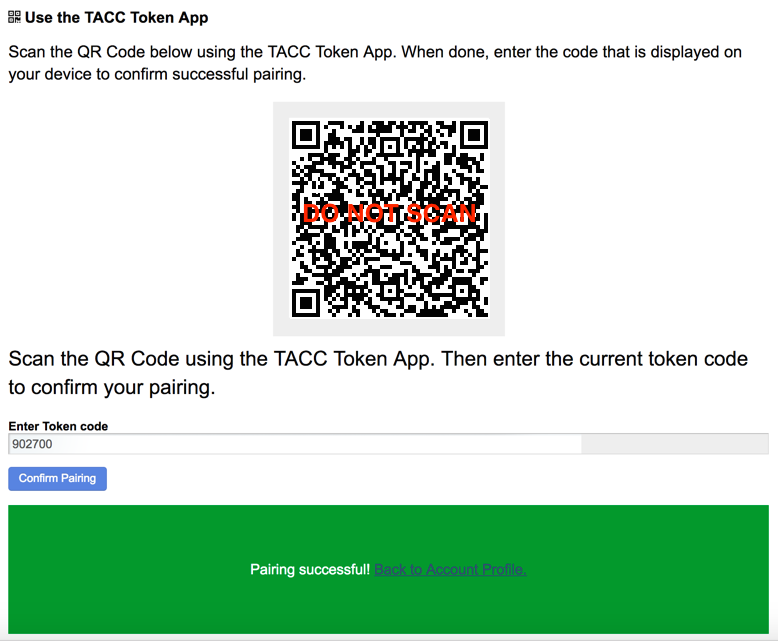 Use the TACC Token App
Scan the QR Code below using the TACC Token App. When done, enter the code that is displayed on
your device to confirm successful pairing.
DO NOT SCAN
Scan the QR Code using the TACC Token App. Then enter the current token code
to confirm your pairing.
Enter Token code
902700
Confirm Pairing
Pairing successful! Back to Account Profile.